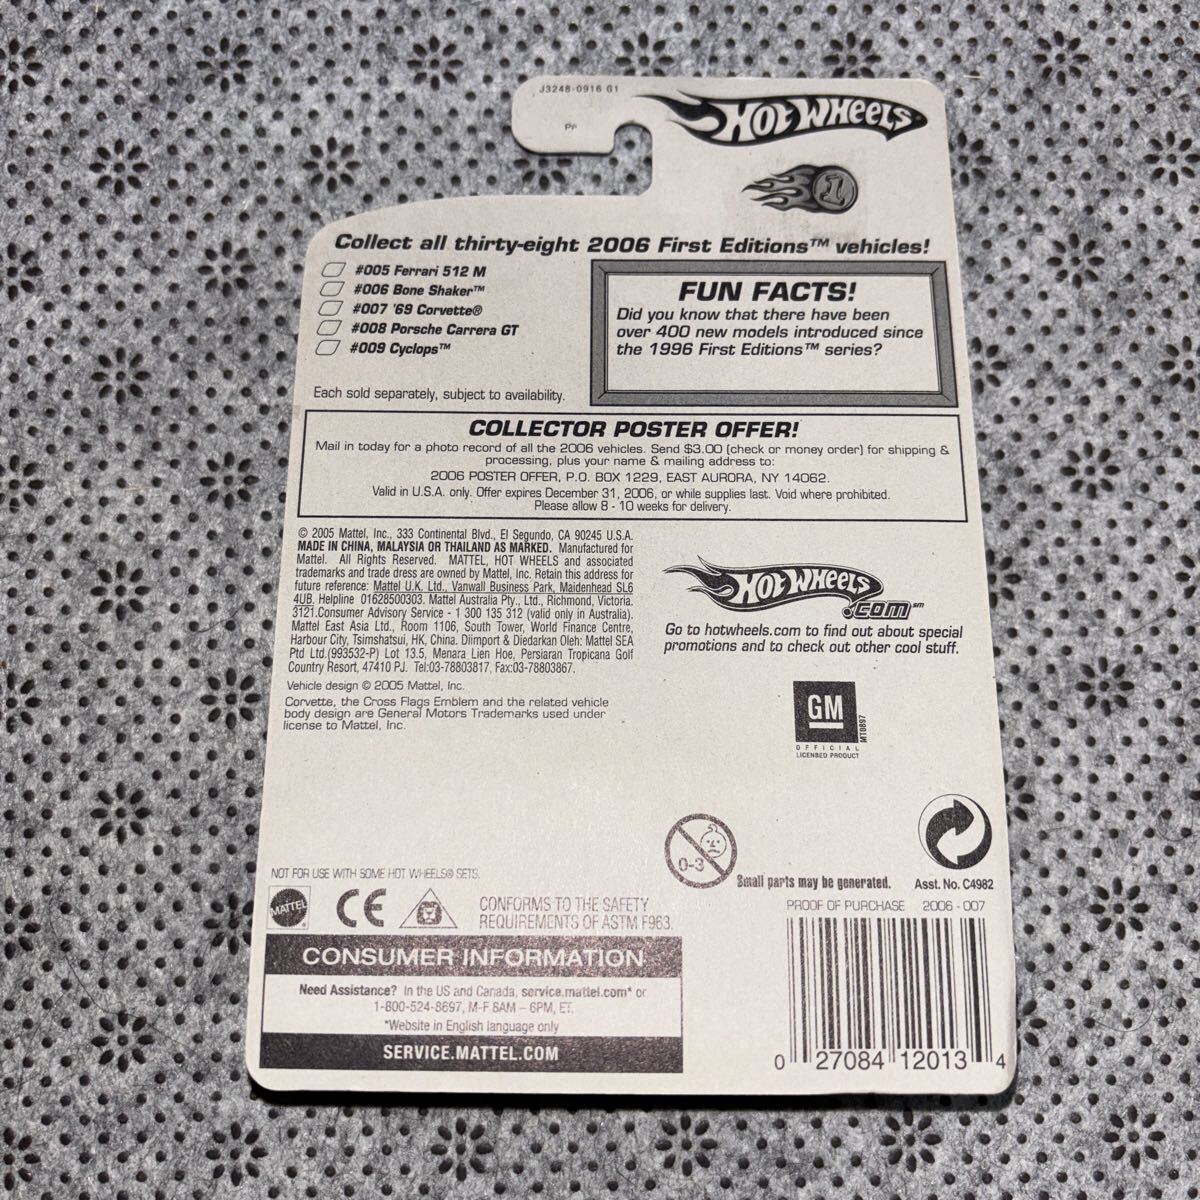 J3248-0916 G1
HOT WHEELS
1
Collect all thirty-eight 2006 First Editions™ vehicles!
#005 Ferrari 512 M
#006 Bone Shaker™
#007 '69 Corvette®
#008 Porsche Carrera GT
#009 Cyclops™
Each sold separately, subject to availability.
FUN FACTS!
Did you know that there have been
over 400 new models introduced since
the 1996 First Editions™ series?
COLLECTOR POSTER OFFER!
Mail in today for a photo record of all the 2006 vehicles. Send $3.00 (check or money order) for shipping &
processing, plus your name & mailing address to:
2006 POSTER OFFER, P.O. BOX 1229, EAST AURORA, NY 14062.
Valid in U.S.A. only. Offer expires December 31, 2006, or while supplies last. Void where prohibited.
Please allow 8 - 10 weeks for delivery.
© 2005 Mattel, Inc., 333 Continental Blvd., El Segundo, CA 90245 U.S.A.
MADE IN CHINA, MALAYSIA OR THAILAND AS MARKED. Manufactured for
Mattel. All Rights Reserved. MATTEL, HOT WHEELS and associated
trademarks and trade dress are owned by Mattel, Inc. Retain this address for
future reference: Mattel U.K. Ltd., Vanwall Business Park, Maidenhead SL6
4UB. Helpline 01628500303. Mattel Australia Pty., Ltd., Richmond, Victoria.
3121.Consumer Advisory Service - 1 300 135 312 (valid only in Australia).
Mattel East Asia Ltd., Room 1106, South Tower, World Finance Centre,
Harbour City, Tsimshatsui, HK, China. Diimport & Diedarkan Oleh: Mattel SEA
Ptd Ltd.(993532-P) Lot 13.5, Menara Lien Hoe, Persiaran Tropicana Golf
Country Resort, 47410 PJ. Tel:03-78803817, Fax:03-78803867.
Vehicle design © 2005 Mattel, Inc.
Corvette, the Cross Flags Emblem and the related vehicle
body design are General Motors Trademarks used under
license to Mattel, Inc.
HOT WHEELS
.COM℠
Go to hotwheels.com to find out about special
promotions and to check out other cool stuff.
GM
MT0897
OFFICIAL
LICENSED PRODUCT
0-3
Small parts may be generated.
Asst. No. C4982
NOT FOR USE WITH SOME HOT WHEELS® SETS.
MATTEL
CE
CONFORMS TO THE SAFETY
REQUIREMENTS OF ASTM F963.
PROOF OF PURCHASE 2006 - 007
CONSUMER INFORMATION
Need Assistance? In the US and Canada, service.mattel.com* or
1-800-524-8697, M-F 8AM – 6PM, ET.
*Website in English language only
SERVICE.MATTEL.COM
0 27084 12013 4